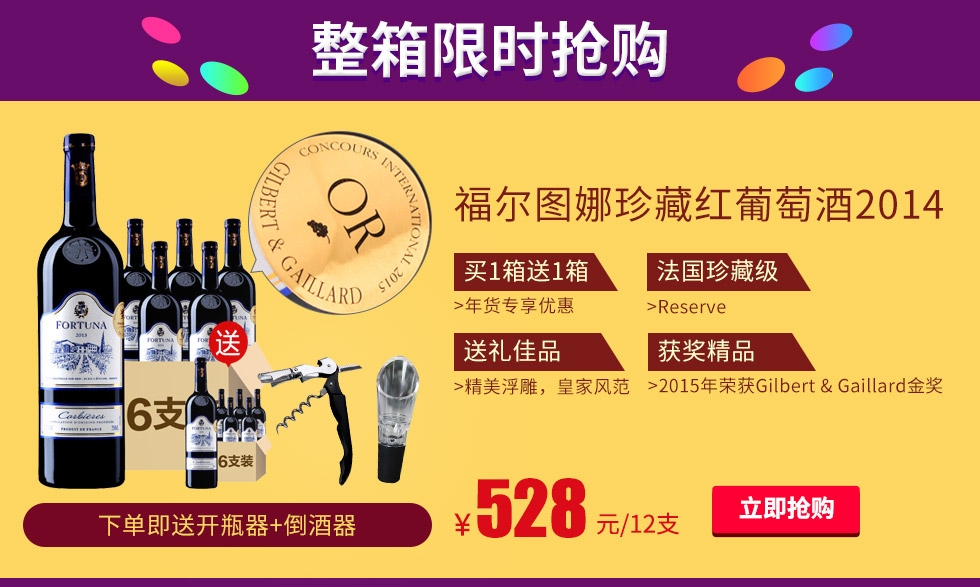 整箱限时抢购
CONCOURS INTERNATIONAL 2015
OR
GILBERT & GAILLARD
福尔图娜珍藏红葡萄酒2014
买1箱送1箱
>年货专享优惠
法国珍藏级
>Reserve
送礼佳品
>精美浮雕，皇家风范
获奖精品
>2015年荣获Gilbert & Gaillard金奖
FORTUNA
2013
Corbières
PRODUIT DE FRANCE
送
6支
6支装
下单即送开瓶器+倒酒器
¥528元/12支
立即抢购